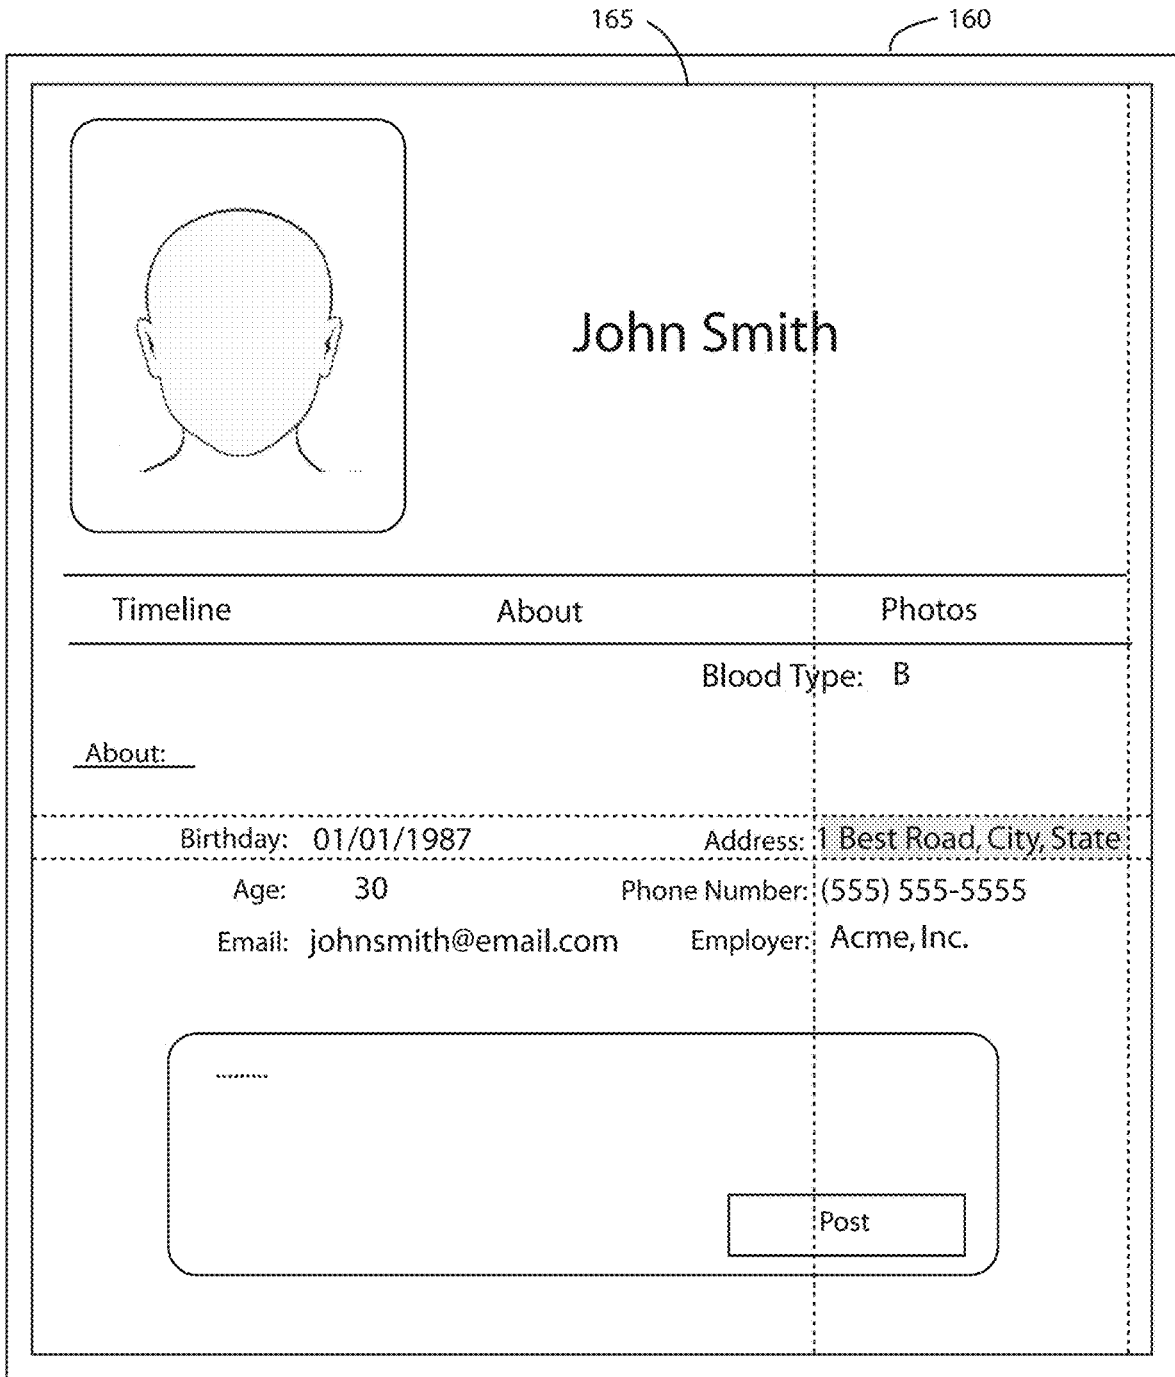 165 160
John Smith
Timeline About Photos
Blood Type: B
About:
Birthday: 01/01/1987 Address: 1 Best Road, City, State
Age: 30 Phone Number: (555) 555-5555
Email: johnsmith@email.com Employer: Acme, Inc.
Post